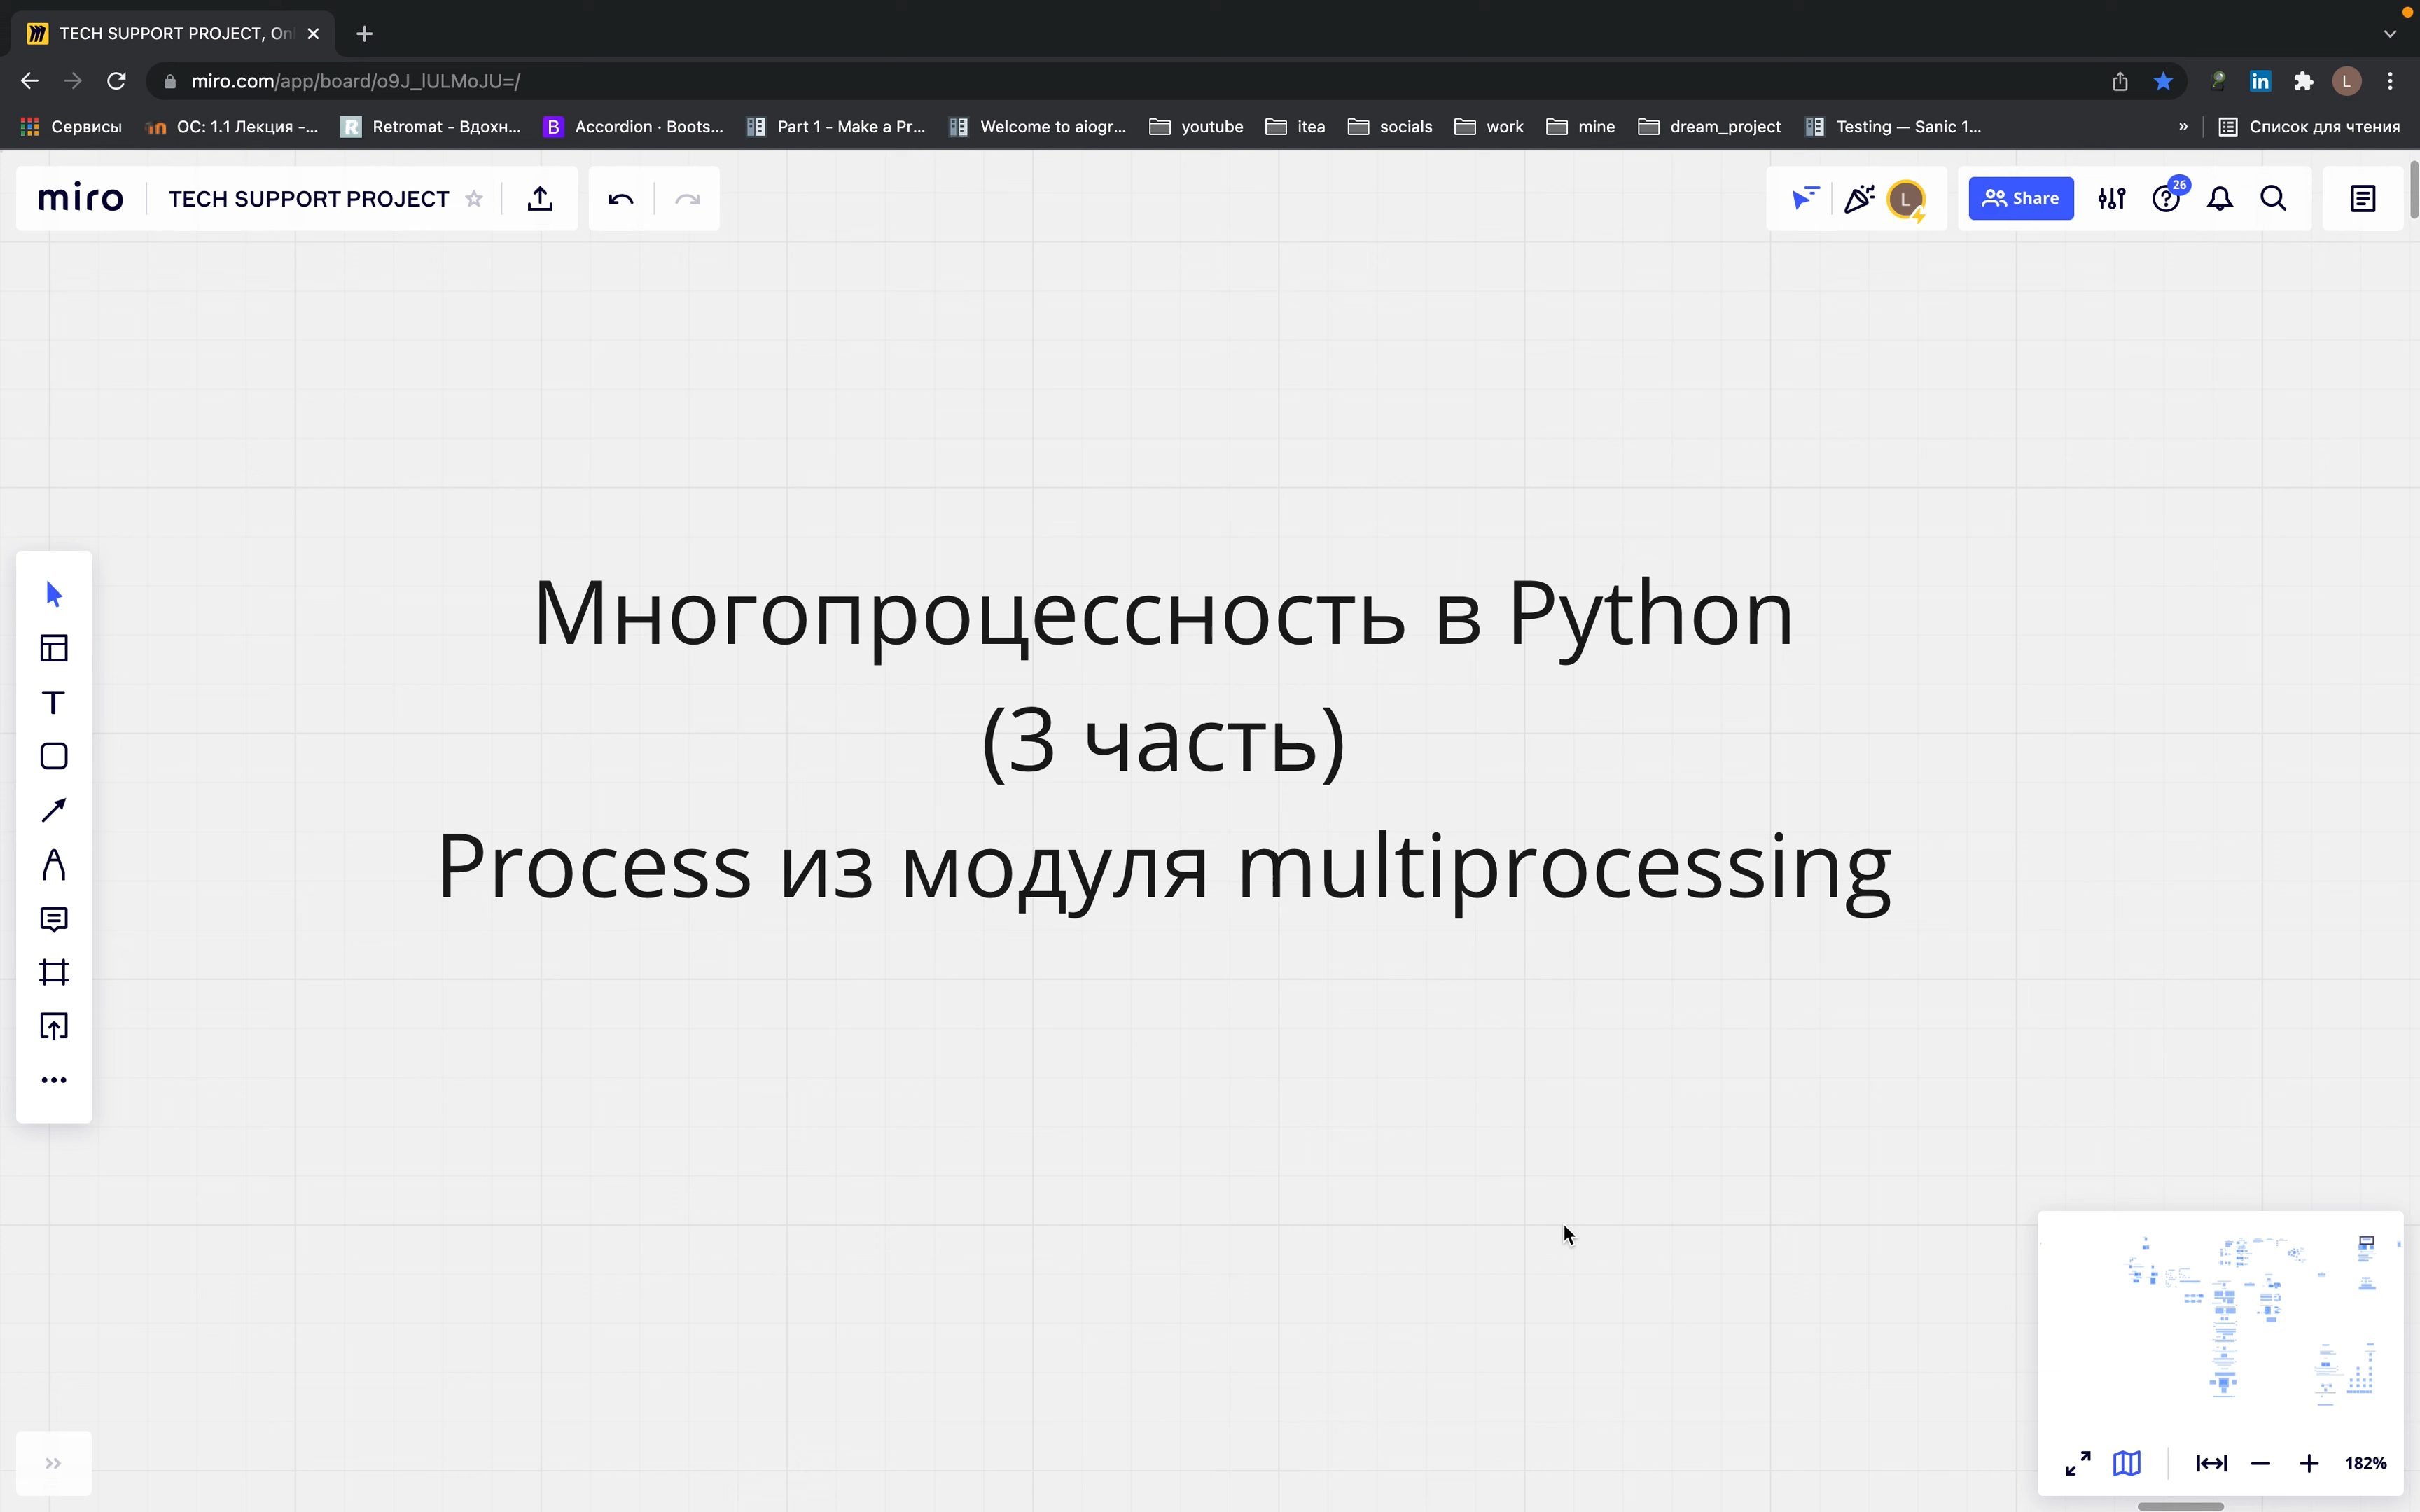 TECH SUPPORT PROJECT, Onl
miro.com/app/board/o9J_lULMoJU=/
L
Сервисы
ОС: 1.1 Лекция -...
Retromat - Вдохн...
Accordion · Boots...
Part 1 - Make a Pr...
Welcome to aiogr...
youtube
itea
socials
work
mine
dream_project
Testing — Sanic 1...
»
Список для чтения
miro
TECH SUPPORT PROJECT
L
Share
26
Многопроцессность в Python
(3 часть)
Process из модуля multiprocessing
182%